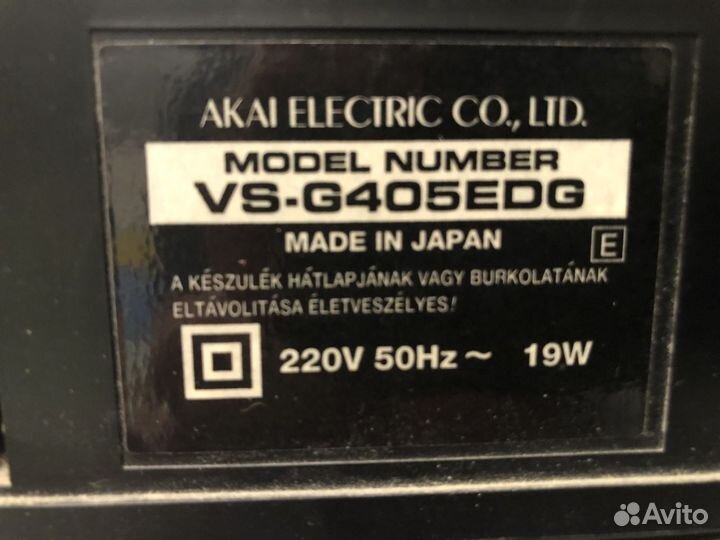 AKAI ELECTRIC CO., LTD.
MODEL NUMBER
VS-G405EDG
MADE IN JAPAN
E
A KÉSZÜLÉK HÁTLAPJÁNAK VAGY BURKOLATÁNAK
ELTÁVOLITÁSA ÉLETVESZÉLYES!
220V 50Hz ~ 19W
Avito